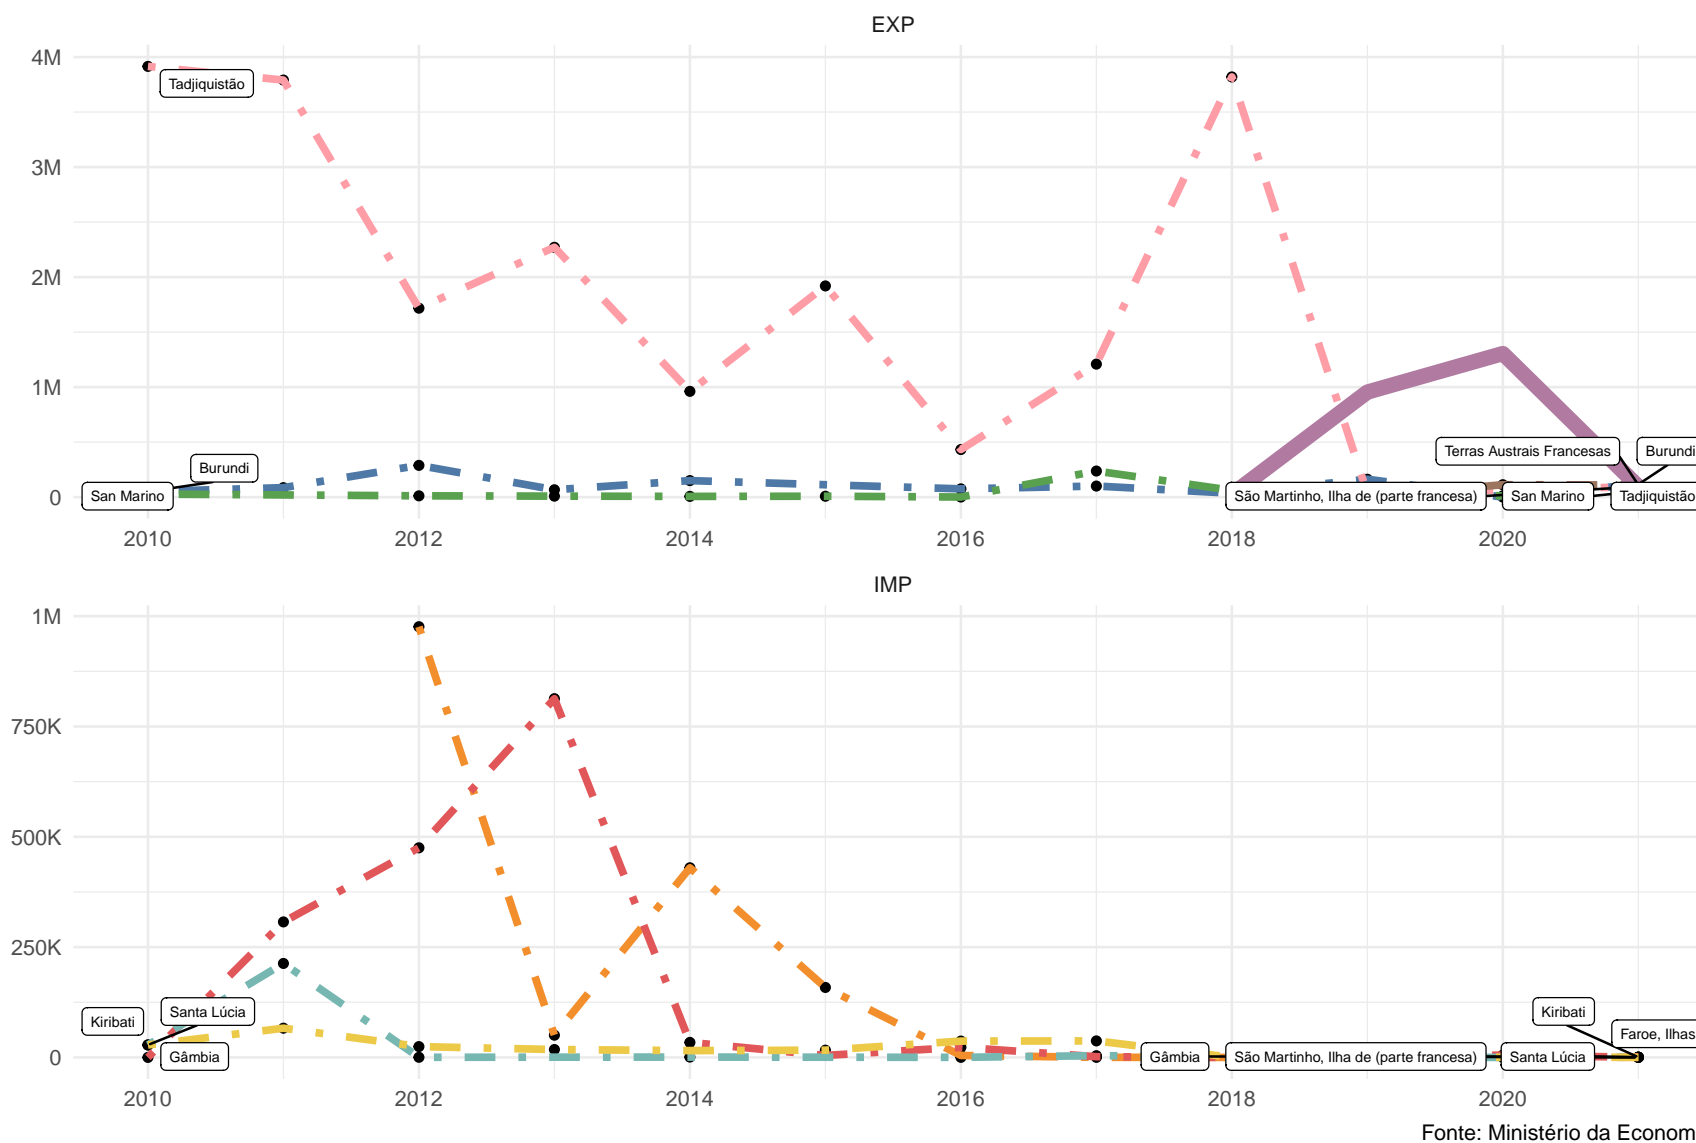 EXP
4M
Tadjiquistão
3M
2M
1M
Terras Austrais Francesas
Burundi
Burundi
San Marino
São Martinho, Ilha de (parte francesa)
San Marino
Tadjiquistão
0
2010 2012 2014 2016 2018 2020
IMP
1M
750K
500K
250K
Kiribati
Santa Lúcia
Kiribati
Faroe, Ilhas
0
Gâmbia
Gâmbia
São Martinho, Ilha de (parte francesa)
Santa Lúcia
2010 2012 2014 2016 2018 2020
Fonte: Ministério da Econom